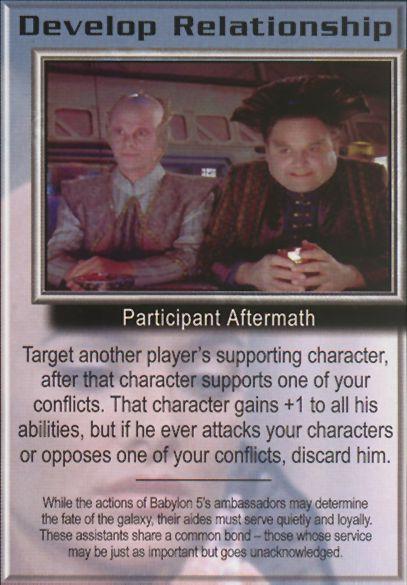 Develop Relationship
Participant Aftermath
Target another player's supporting character,
after that character supports one of your
conflicts. That character gains +1 to all his
abilities, but if he ever attacks your characters
or opposes one of your conflicts, discard him.
While the actions of Babylon 5's ambassadors may determine
the fate of the galaxy, their aides must serve quietly and loyally.
These assistants share a common bond – those whose service
may be just as important but goes unacknowledged.